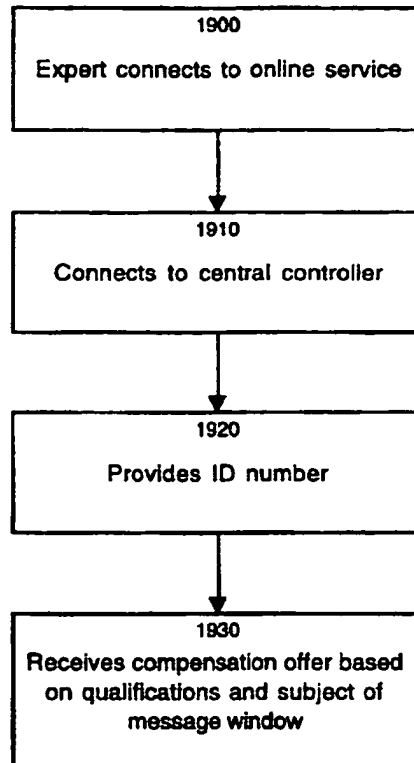 1900
Expert connects to online service
1910
Connects to central controller
1920
Provides ID number
1930
Receives compensation offer based
on qualifications and subject of
message window